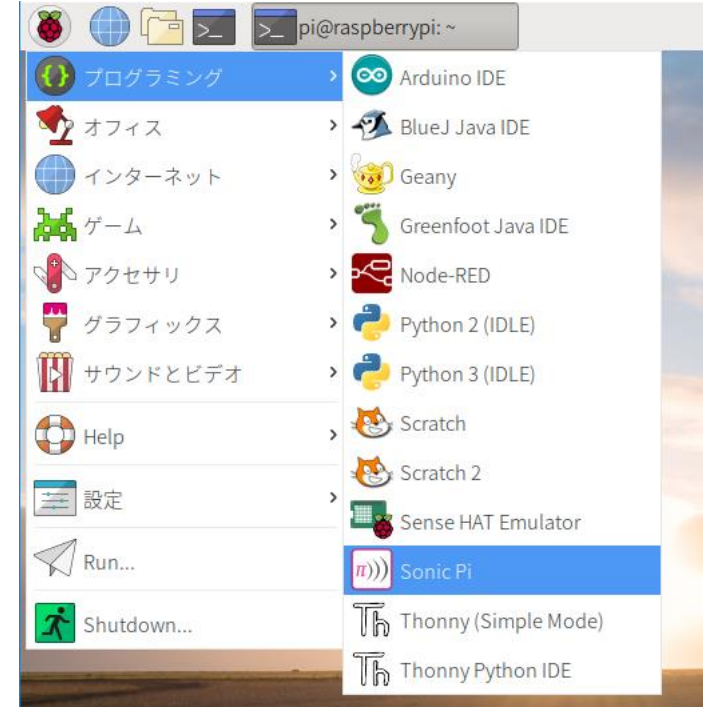 pi@raspberrypi: ~
プログラミング
オフィス
インターネット
ゲーム
アクセサリ
グラフィックス
サウンドとビデオ
Help
設定
Run...
Shutdown...
Arduino IDE
BlueJ Java IDE
Geany
Greenfoot Java IDE
Node-RED
Python 2 (IDLE)
Python 3 (IDLE)
Scratch
Scratch 2
Sense HAT Emulator
Sonic Pi
Thonny (Simple Mode)
Thonny Python IDE